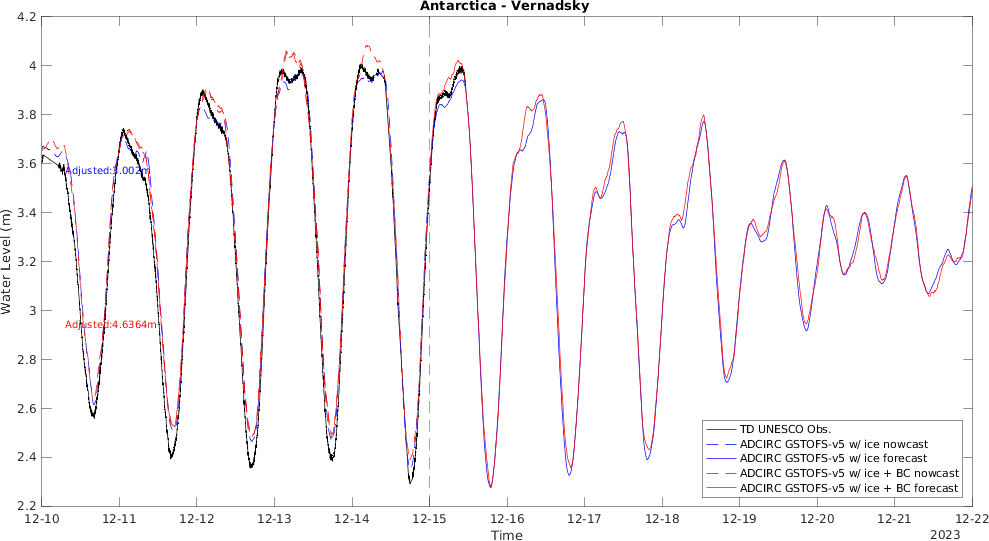 Antarctica - Vernadsky
Water Level (m)
4.2
4
3.8
3.6
3.4
3.2
3
2.8
2.6
2.4
2.2
Adjusted:3.002m
Adjusted:4.6364m
TD UNESCO Obs.
ADCIRC GSTOFS-v5 w/ ice nowcast
ADCIRC GSTOFS-v5 w/ ice forecast
ADCIRC GSTOFS-v5 w/ ice + BC nowcast
ADCIRC GSTOFS-v5 w/ ice + BC forecast
12-10 12-11 12-12 12-13 12-14 12-15 12-16 12-17 12-18 12-19 12-20 12-21 12-22
Time
2023